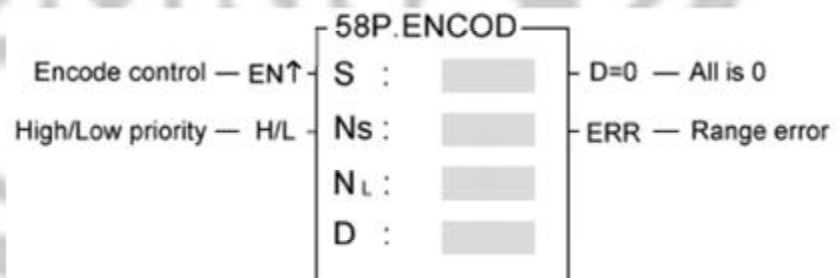 58P.ENCOD
Encode control — EN↑ S : D=0 — All is 0
High/Low priority — H/L Ns : ERR — Range error
NL :
D :